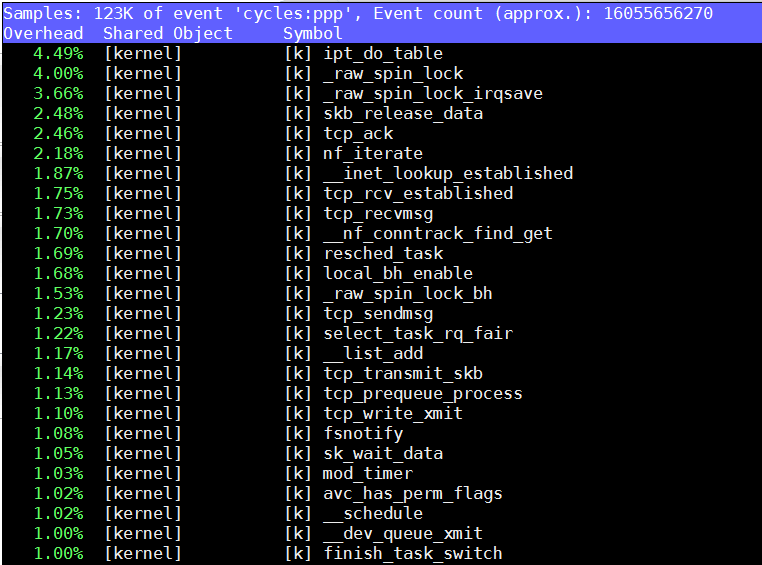 Samples: 123K of event 'cycles:ppp', Event count (approx.): 16055656270
Overhead  Shared Object     Symbol
4.49%  [kernel]          [k] ipt_do_table
4.00%  [kernel]          [k] _raw_spin_lock
3.66%  [kernel]          [k] _raw_spin_lock_irqsave
2.48%  [kernel]          [k] skb_release_data
2.46%  [kernel]          [k] tcp_ack
2.18%  [kernel]          [k] nf_iterate
1.87%  [kernel]          [k] __inet_lookup_established
1.75%  [kernel]          [k] tcp_rcv_established
1.73%  [kernel]          [k] tcp_recvmsg
1.70%  [kernel]          [k] __nf_conntrack_find_get
1.69%  [kernel]          [k] resched_task
1.68%  [kernel]          [k] local_bh_enable
1.53%  [kernel]          [k] _raw_spin_lock_bh
1.23%  [kernel]          [k] tcp_sendmsg
1.22%  [kernel]          [k] select_task_rq_fair
1.17%  [kernel]          [k] __list_add
1.14%  [kernel]          [k] tcp_transmit_skb
1.13%  [kernel]          [k] tcp_prequeue_process
1.10%  [kernel]          [k] tcp_write_xmit
1.08%  [kernel]          [k] fsnotify
1.05%  [kernel]          [k] sk_wait_data
1.03%  [kernel]          [k] mod_timer
1.02%  [kernel]          [k] avc_has_perm_flags
1.02%  [kernel]          [k] __schedule
1.00%  [kernel]          [k] __dev_queue_xmit
1.00%  [kernel]          [k] finish_task_switch